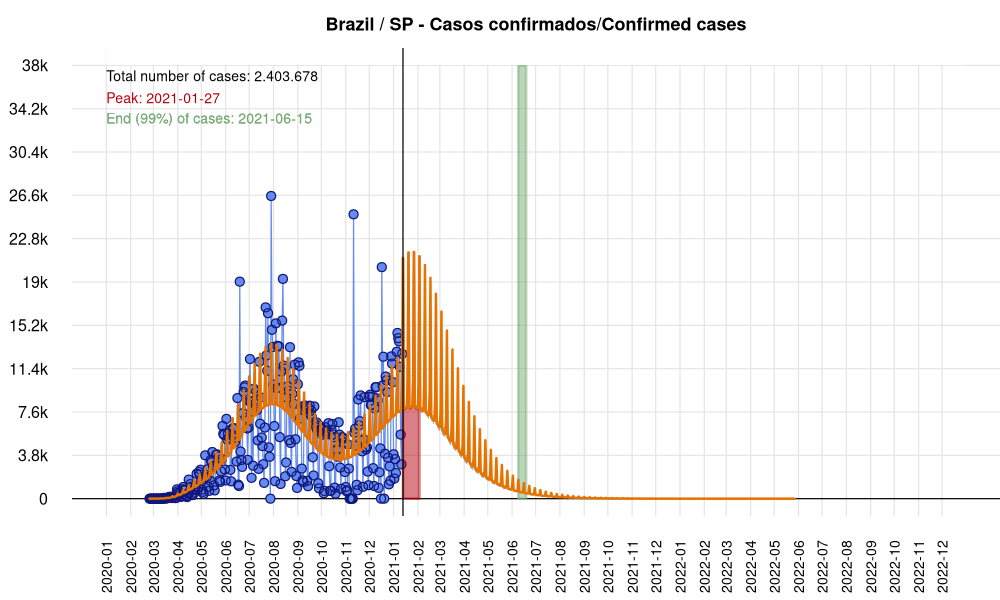 Brazil / SP - Casos confirmados/Confirmed cases
Total number of cases: 2.403.678
Peak: 2021-01-27
End (99%) of cases: 2021-06-15
38k
34.2k
30.4k
26.6k
22.8k
19k
15.2k
11.4k
7.6k
3.8k
0
2020-01
2020-02
2020-03
2020-04
2020-05
2020-06
2020-07
2020-08
2020-09
2020-10
2020-11
2020-12
2021-01
2021-02
2021-03
2021-04
2021-05
2021-06
2021-07
2021-08
2021-09
2021-10
2021-11
2021-12
2022-01
2022-02
2022-03
2022-04
2022-05
2022-06
2022-07
2022-08
2022-09
2022-10
2022-11
2022-12